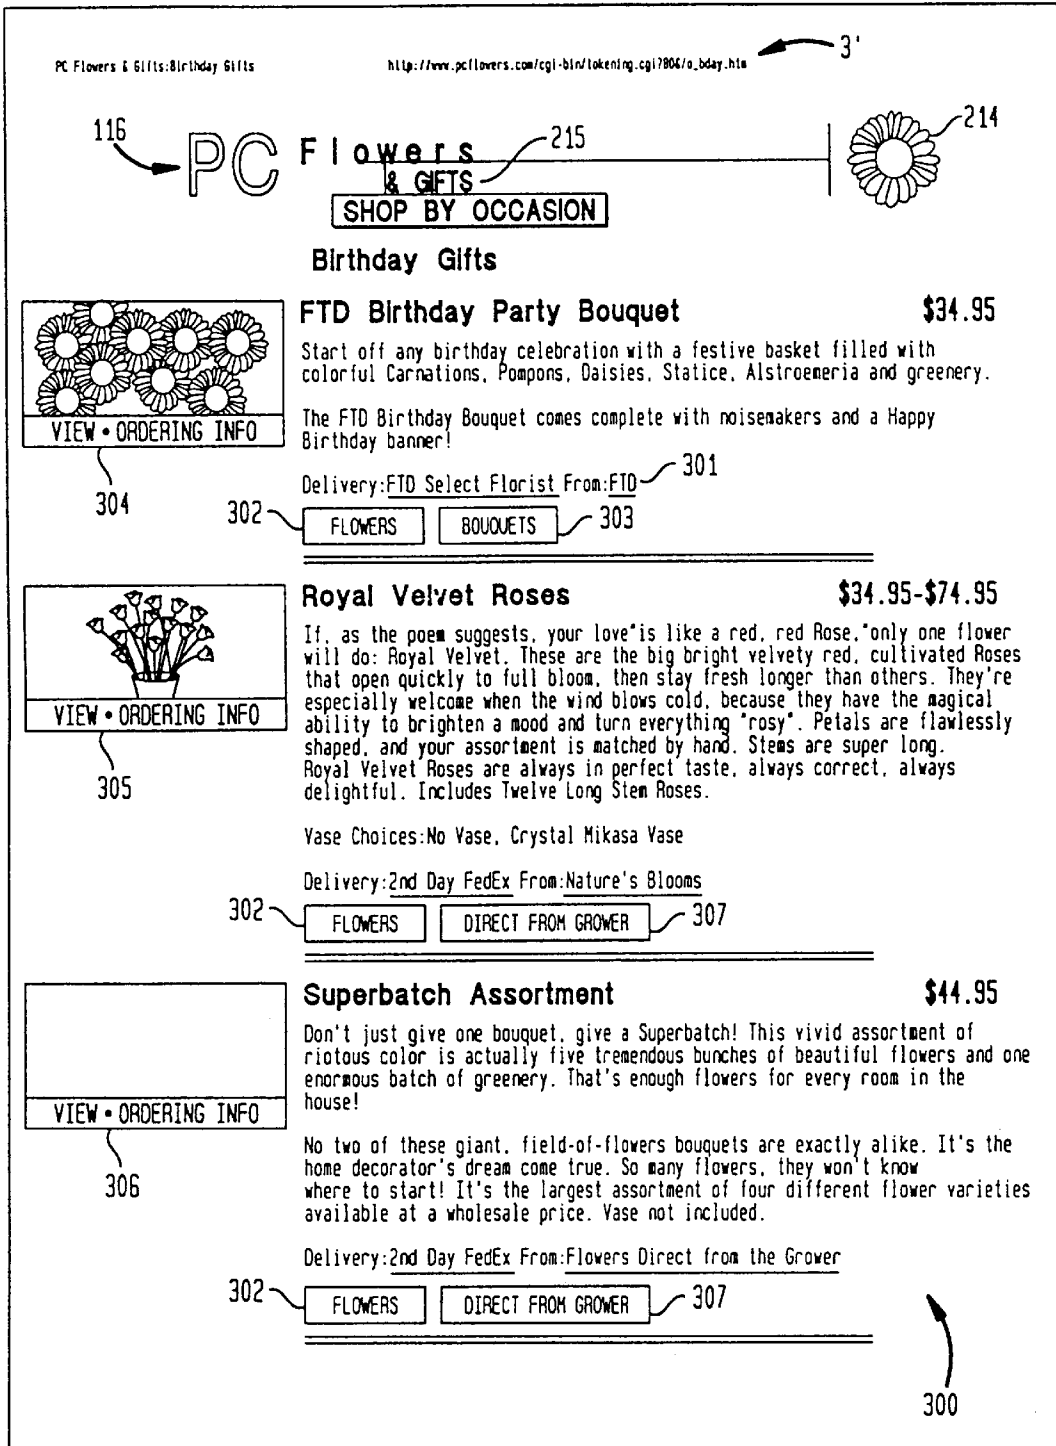 PC Flowers & Gifts:Birthday Gifts http://www.pcflowers.com/cgi-bin/tokening.cgi?806/o_bday.htm 3'
116 PC Flowers 215 214
& GIFTS
SHOP BY OCCASION
Birthday Gifts
FTD Birthday Party Bouquet $34.95
Start off any birthday celebration with a festive basket filled with
colorful Carnations, Pompons, Daisies, Statice, Alstroemeria and greenery.
The FTD Birthday Bouquet comes complete with noisemakers and a Happy
Birthday banner!
VIEW • ORDERING INFO
304
Delivery:FTD Select Florist From:FTD 301
302 FLOWERS BOUQUETS 303
Royal Velvet Roses $34.95-$74.95
If, as the poem suggests, your love"is like a red, red Rose,"only one flower
will do: Royal Velvet. These are the big bright velvety red, cultivated Roses
that open quickly to full bloom, then stay fresh longer than others. They're
especially welcome when the wind blows cold, because they have the magical
ability to brighten a mood and turn everything "rosy". Petals are flawlessly
shaped, and your assortment is matched by hand. Stems are super long.
Royal Velvet Roses are always in perfect taste, always correct, always
delightful. Includes Twelve Long Stem Roses.
VIEW • ORDERING INFO
305
Vase Choices:No Vase, Crystal Mikasa Vase
Delivery:2nd Day FedEx From:Nature's Blooms
302 FLOWERS DIRECT FROM GROWER 307
Superbatch Assortment $44.95
Don't just give one bouquet, give a Superbatch! This vivid assortment of
riotous color is actually five tremendous bunches of beautiful flowers and one
enormous batch of greenery. That's enough flowers for every room in the
house!
VIEW • ORDERING INFO
306
No two of these giant, field-of-flowers bouquets are exactly alike. It's the
home decorator's dream come true. So many flowers, they won't know
where to start! It's the largest assortment of four different flower varieties
available at a wholesale price. Vase not included.
Delivery:2nd Day FedEx From:Flowers Direct from the Grower
302 FLOWERS DIRECT FROM GROWER 307
300